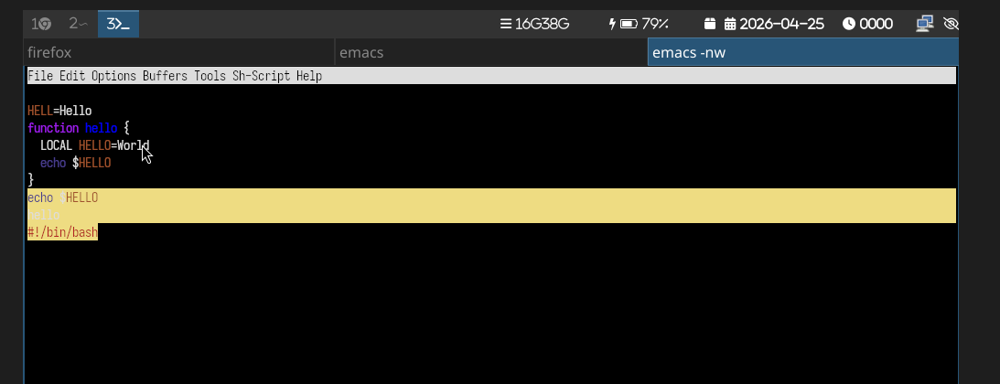 1 2 3 16G38G 79% 2026-04-25 0000
firefox emacs emacs -nw
File Edit Options Buffers Tools Sh-Script Help
HELL=Hello
function hello {
LOCAL HELLO=World
echo $HELLO
}
echo $HELLO
hello
#!/bin/bash